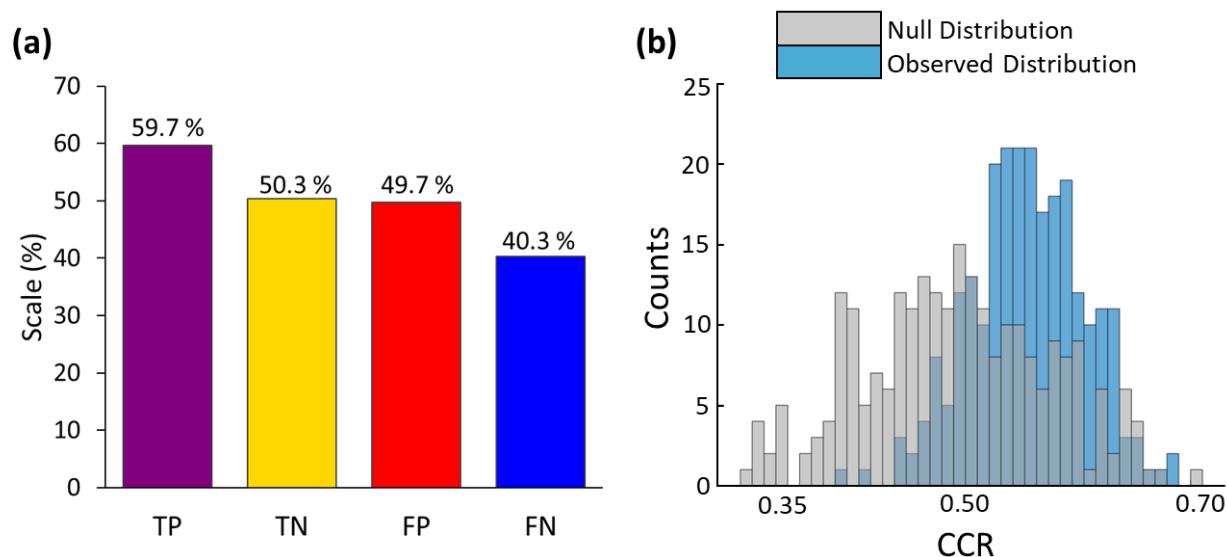 (a)
70
60
50
40
30
20
10
0
Scale (%)
59.7 %
50.3 %
49.7 %
40.3 %
TP TN FP FN
(b)
Null Distribution
Observed Distribution
25
20
15
10
5
0
Counts
0.35 0.50 0.70
CCR